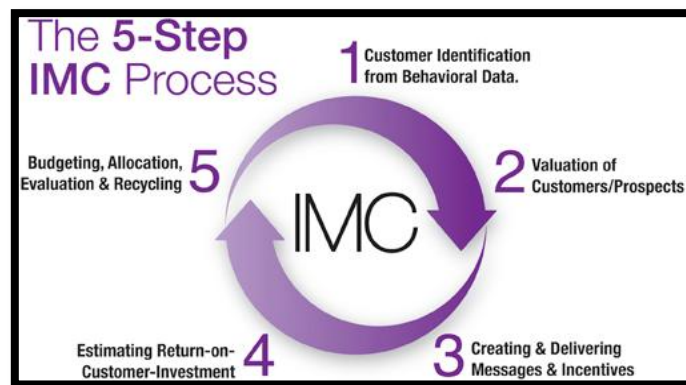 The 5-Step
IMC Process
1 Customer Identification
from Behavioral Data.
2 Valuation of
Customers/Prospects
3 Creating & Delivering
Messages & Incentives
4 Estimating Return-on-
Customer-Investment
5 Budgeting, Allocation,
Evaluation & Recycling
IMC